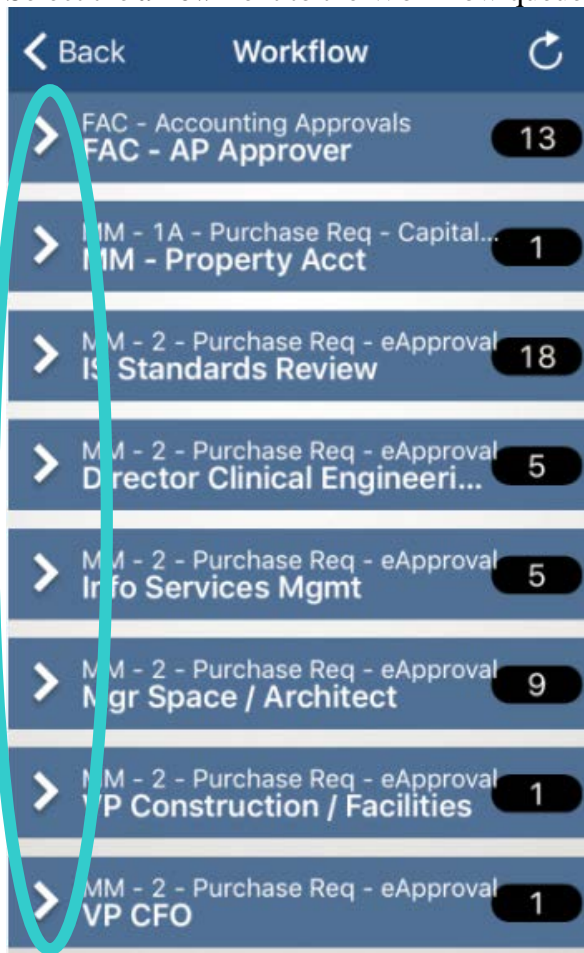 Back Workflow
FAC - Accounting Approvals
FAC - AP Approver 13
MM - 1A - Purchase Req - Capital...
MM - Property Acct 1
MM - 2 - Purchase Req - eApproval
IS Standards Review 18
MM - 2 - Purchase Req - eApproval
Director Clinical Engineeri... 5
MM - 2 - Purchase Req - eApproval
Info Services Mgmt 5
MM - 2 - Purchase Req - eApproval
Mgr Space / Architect 9
MM - 2 - Purchase Req - eApproval
VP Construction / Facilities 1
MM - 2 - Purchase Req - eApproval
VP CFO 1